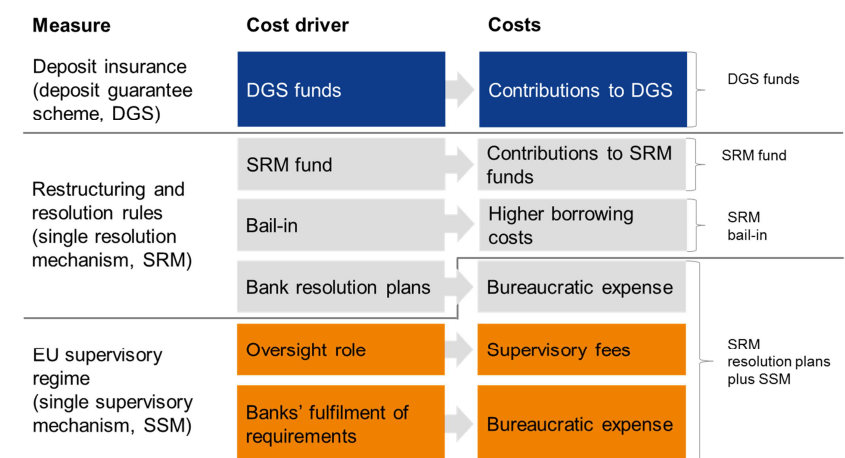 Measure
Cost driver
Costs
Deposit insurance
(deposit guarantee
scheme, DGS)
DGS funds
Contributions to DGS
DGS funds
Restructuring and
resolution rules
(single resolution
mechanism, SRM)
SRM fund
Contributions to SRM
funds
SRM fund
Bail-in
Higher borrowing
costs
SRM
bail-in
Bank resolution plans
Bureaucratic expense
EU supervisory
regime
(single supervisory
mechanism, SSM)
Oversight role
Supervisory fees
Banks' fulfilment of
requirements
Bureaucratic expense
SRM
resolution plans
plus SSM